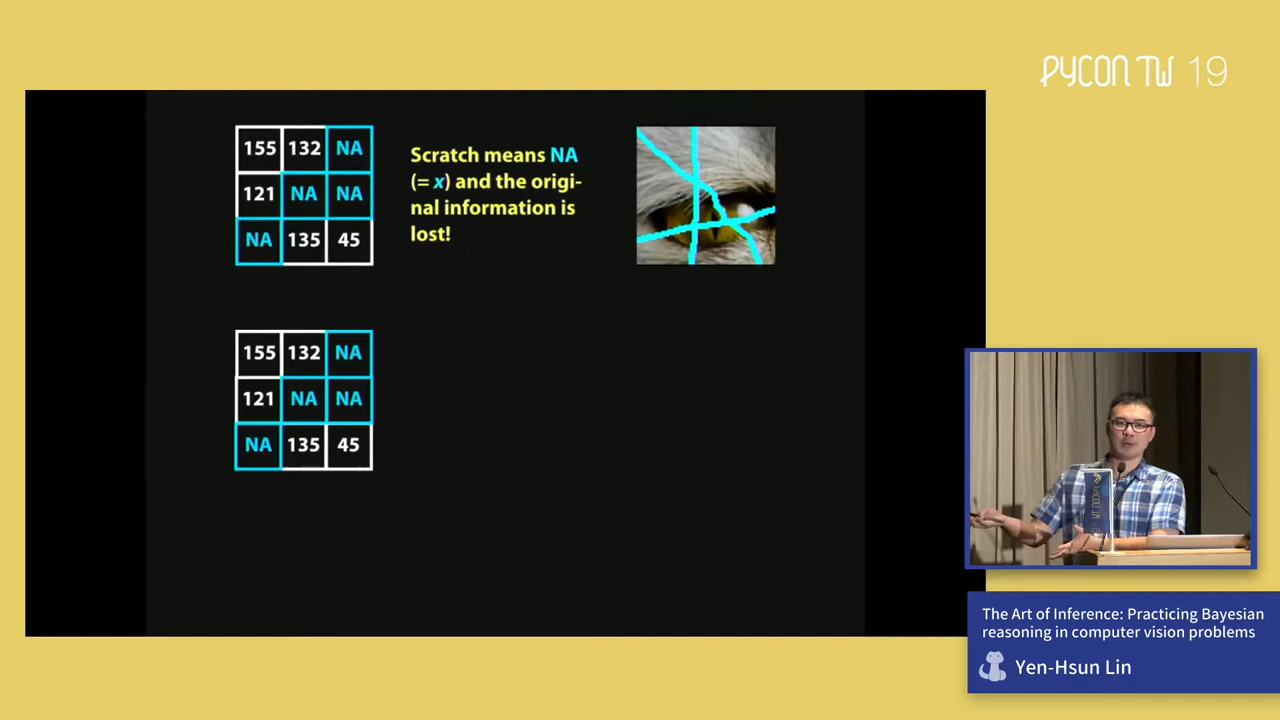 PYCON TW 19
155 132 NA
121 NA NA
NA 135 45
Scratch means NA
(= x) and the origi-
nal information is
lost!
155 132 NA
121 NA NA
NA 135 45
The Art of Inference: Practicing Bayesian
reasoning in computer vision problems
Yen-Hsun Lin